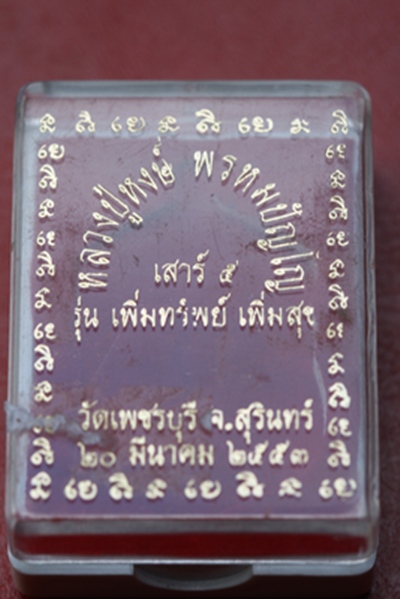 หลวงปู่หงษ์ พรหมปัญโญ
เสาร์ ๕
รุ่น เพิ่มทรัพย์ เพิ่มสุข
วัดเพชรบุรี จ.สุรินทร์
๒๐ มีนาคม ๒๕๕๓